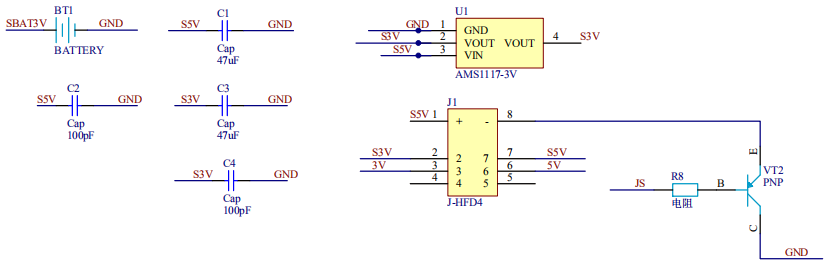 BT1
SBAT3V
GND
BATTERY
C1
S5V
GND
Cap
47uF
C2
S5V
GND
Cap
100pF
C3
S3V
GND
Cap
47uF
C4
S3V
GND
Cap
100pF
U1
GND 1 GND
S3V 2 VOUT VOUT 4 S3V
S5V 3 VIN
AMS1117-3V
J1
S5V 1 + - 8
S3V 2 2 7 7 S5V
3V 3 3 6 6 5V
4 4 5 5
J-HFD4
E
VT2
PNP
JS
R8
B
电阻
C
GND